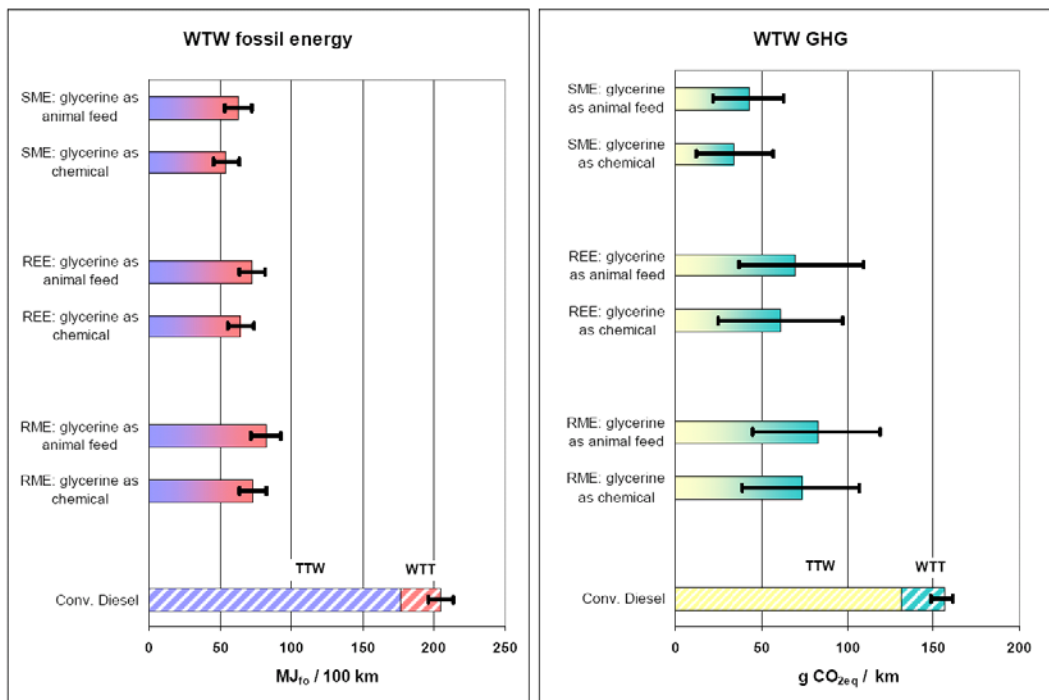 WTW fossil energy
SME: glycerine as
animal feed
SME: glycerine as
chemical
REE: glycerine as
animal feed
REE: glycerine as
chemical
RME: glycerine as
animal feed
RME: glycerine as
chemical
TTW WTT
Conv. Diesel
0 50 100 150 200 250
MJfo / 100 km
WTW GHG
SME: glycerine
as animal feed
SME: glycerine
as chemical
REE: glycerine
as animal feed
REE: glycerine
as chemical
RME: glycerine
as animal feed
RME: glycerine
as chemical
TTW WTT
Conv. Diesel
0 50 100 150 200
g CO2eq / km